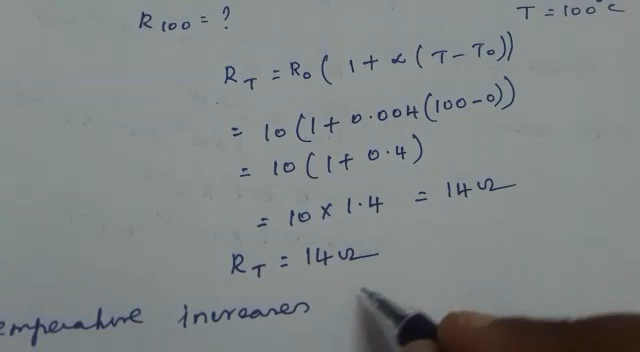 R100 = ? T = 100°C
RT = R0 ( 1 + α ( T - T0 ))
= 10 ( 1 + 0.004 ( 100 - 0 ))
= 10 ( 1 + 0.4 )
= 10 × 1.4 = 14Ω
RT = 14Ω
emperature increases